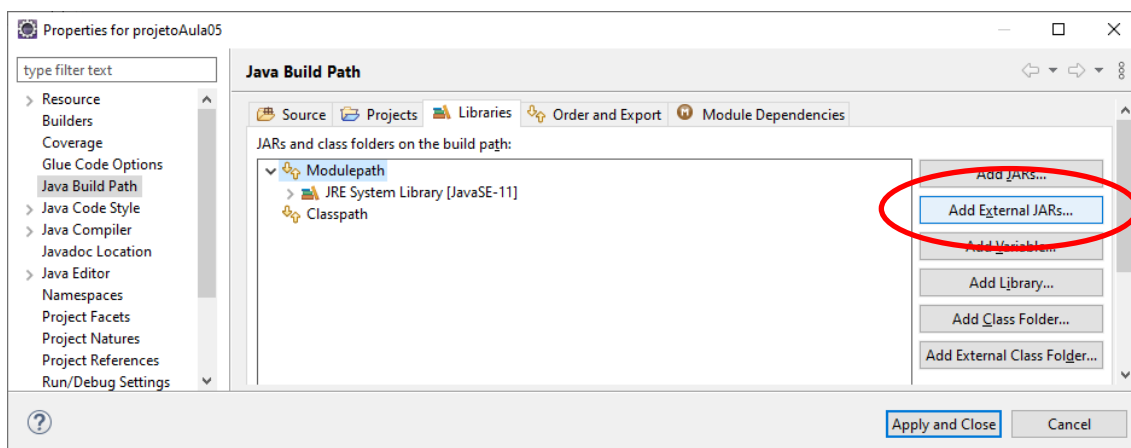 Properties for projetoAula05
type filter text
Resource
Builders
Coverage
Glue Code Options
Java Build Path
Java Code Style
Java Compiler
Javadoc Location
Java Editor
Namespaces
Project Facets
Project Natures
Project References
Run/Debug Settings
Java Build Path
Source Projects Libraries Order and Export Module Dependencies
JARs and class folders on the build path:
Modulepath
JRE System Library [JavaSE-11]
Classpath
Add JARs...
Add External JARs...
Add Variable...
Add Library...
Add Class Folder...
Add External Class Folder...
Apply and Close Cancel